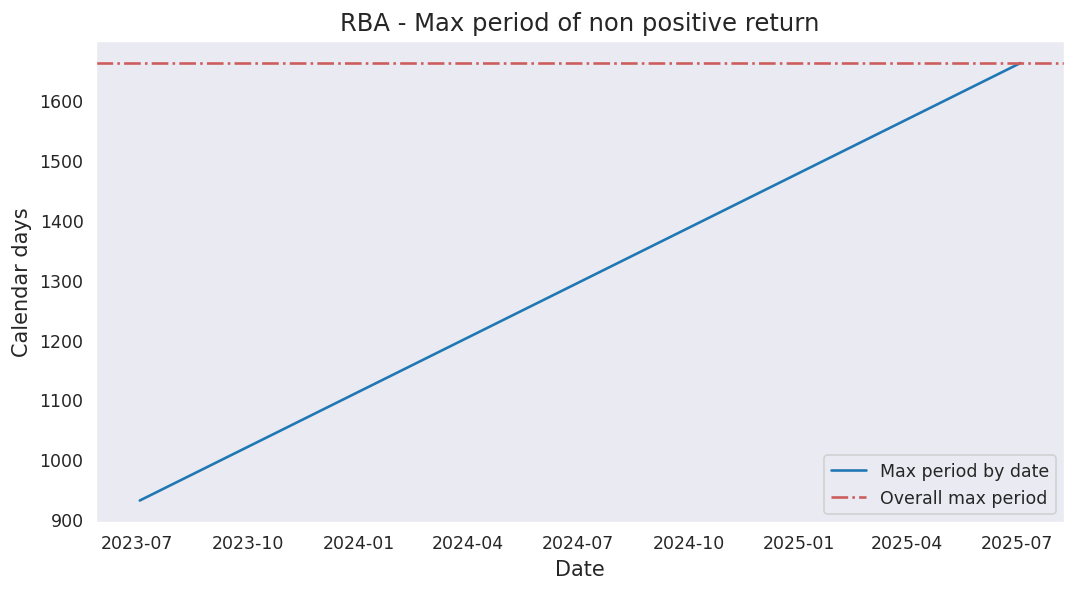 RBA - Max period of non positive return
Calendar days
1600
1500
1400
1300
1200
1100
1000
900
Max period by date
Overall max period
2023-07 2023-10 2024-01 2024-04 2024-07 2024-10 2025-01 2025-04 2025-07
Date